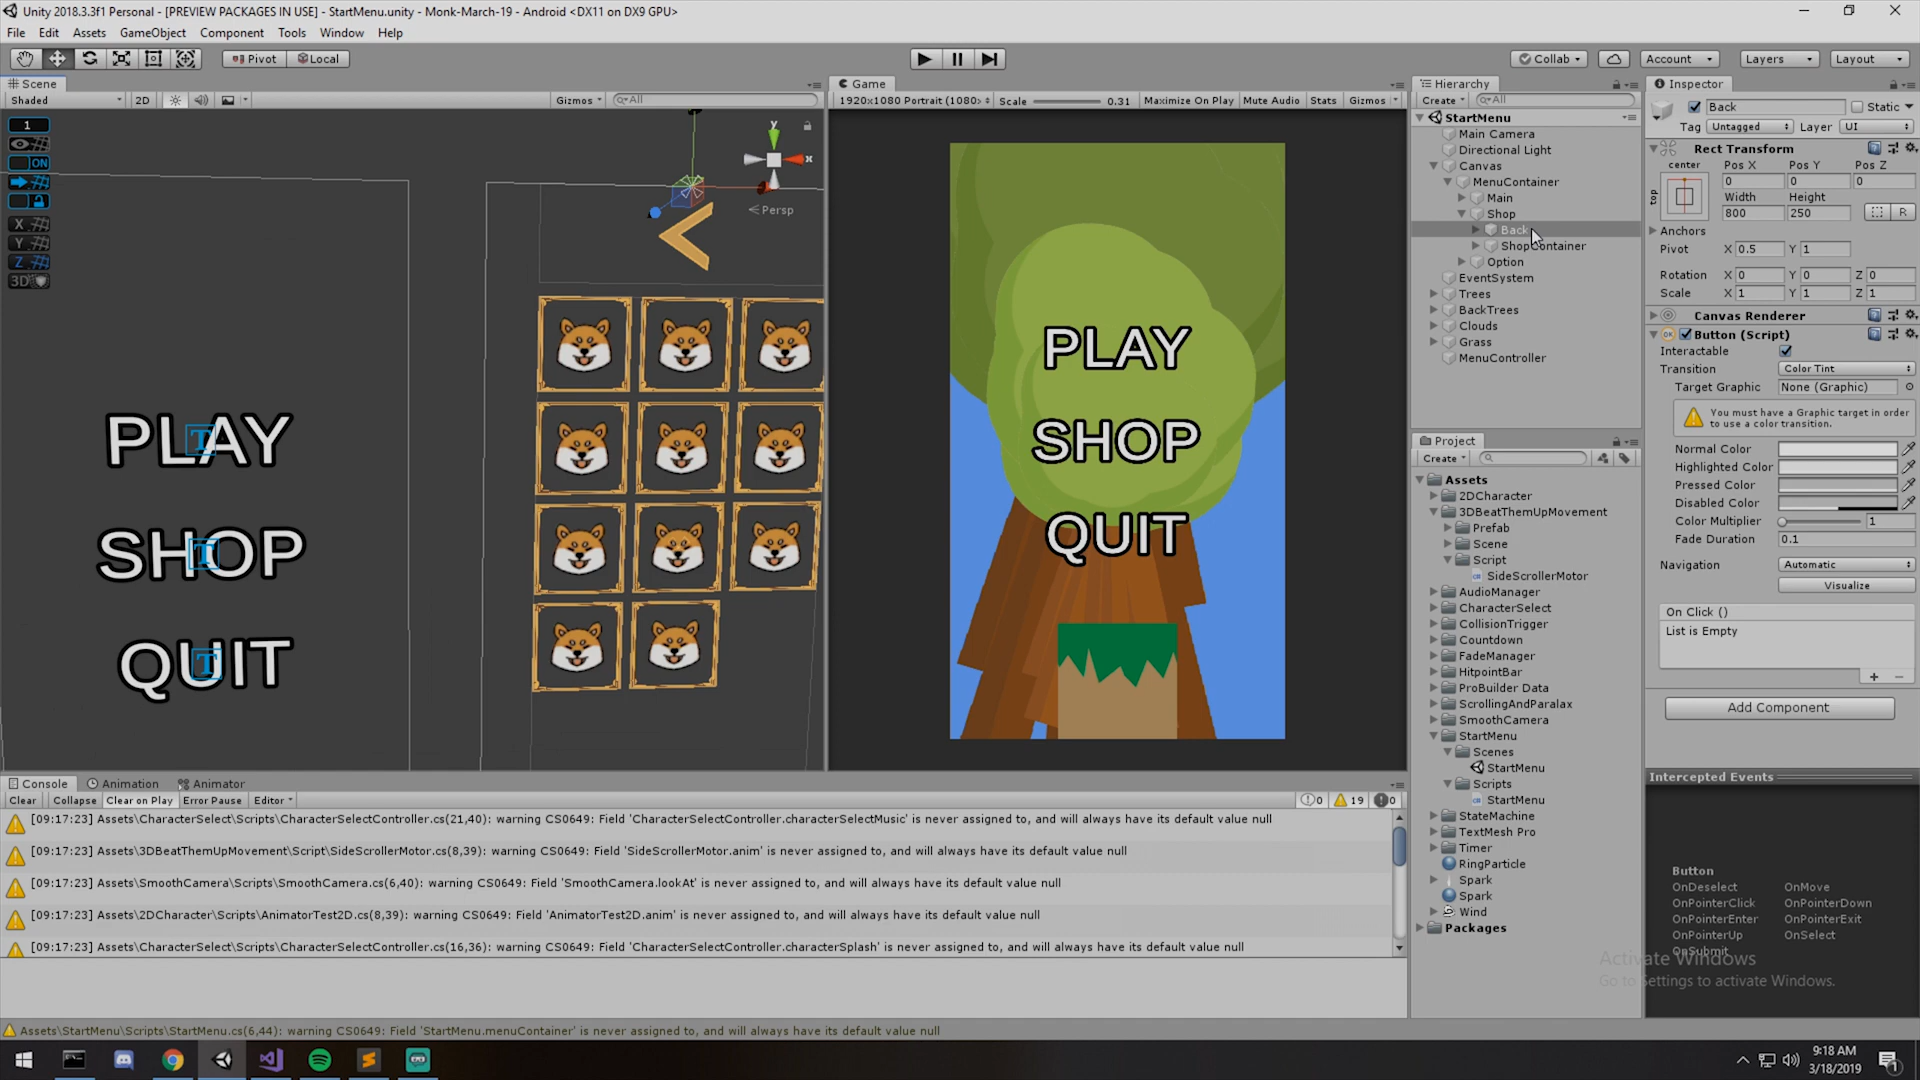 Unity 2018.3.3f1 Personal - [PREVIEW PACKAGES IN USE] - StartMenu.unity - Monk-March-19 - Android <DX11 on DX9 GPU>
File Edit Assets GameObject Component Tools Window Help
Pivot Local
Collab Account Layers Layout
Scene
Shaded 2D Gizmos All
1
ON
X
Y
Z
3D
y
x
Persp
PLAY
SHOP
QUIT
Game
1920x1080 Portrait (1080> Scale 0.31 Maximize On Play Mute Audio Stats Gizmos
PLAY
SHOP
QUIT
Hierarchy
Create All
StartMenu
Main Camera
Directional Light
Canvas
MenuContainer
Main
Shop
Back
ShopContainer
Option
EventSystem
Trees
BackTrees
Clouds
Grass
MenuController
Project
Create
Assets
2DCharacter
3DBeatThemUpMovement
Prefab
Scene
Script
SideScrollerMotor
AudioManager
CharacterSelect
CollisionTrigger
Countdown
FadeManager
HitpointBar
ProBuilder Data
ScrollingAndParalax
SmoothCamera
StartMenu
Scenes
StartMenu
Scripts
StartMenu
StateMachine
TextMesh Pro
Timer
RingParticle
Spark
Spark
Wind
Packages
Inspector
Back Static
Tag Untagged Layer UI
Rect Transform
center Pos X Pos Y Pos Z
top 0 0 0
Width Height
800 250 R
Anchors
Pivot X 0.5 Y 1
Rotation X 0 Y 0 Z 0
Scale X 1 Y 1 Z 1
Canvas Renderer
Button (Script)
Interactable
Transition Color Tint
Target Graphic None (Graphic)
You must have a Graphic target in order
to use a color transition.
Normal Color
Highlighted Color
Pressed Color
Disabled Color
Color Multiplier 1
Fade Duration 0.1
Navigation Automatic
Visualize
On Click ()
List is Empty
Add Component
Intercepted Events
Button
OnDeselect OnMove
OnPointerClick OnPointerDown
OnPointerEnter OnPointerExit
OnPointerUp OnSelect
OnSubmit
Activate Windows
Go to Settings to activate Windows.
Console Animation Animator
Clear Collapse Clear on Play Error Pause Editor 0 19 0
[09:17:23] Assets\CharacterSelect\Scripts\CharacterSelectController.cs(21,40): warning CS0649: Field 'CharacterSelectController.characterSelectMusic' is never assigned to, and will always have its default value null
[09:17:23] Assets\3DBeatThemUpMovement\Script\SideScrollerMotor.cs(8,39): warning CS0649: Field 'SideScrollerMotor.anim' is never assigned to, and will always have its default value null
[09:17:23] Assets\SmoothCamera\Scripts\SmoothCamera.cs(6,40): warning CS0649: Field 'SmoothCamera.lookAt' is never assigned to, and will always have its default value null
[09:17:23] Assets\2DCharacter\Scripts\AnimatorTest2D.cs(8,39): warning CS0649: Field 'AnimatorTest2D.anim' is never assigned to, and will always have its default value null
[09:17:23] Assets\CharacterSelect\Scripts\CharacterSelectController.cs(16,36): warning CS0649: Field 'CharacterSelectController.characterSplash' is never assigned to, and will always have its default value null
Assets\StartMenu\Scripts\StartMenu.cs(6,44): warning CS0649: Field 'StartMenu.menuContainer' is never assigned to, and will always have its default value null
9:18 AM
3/18/2019
1